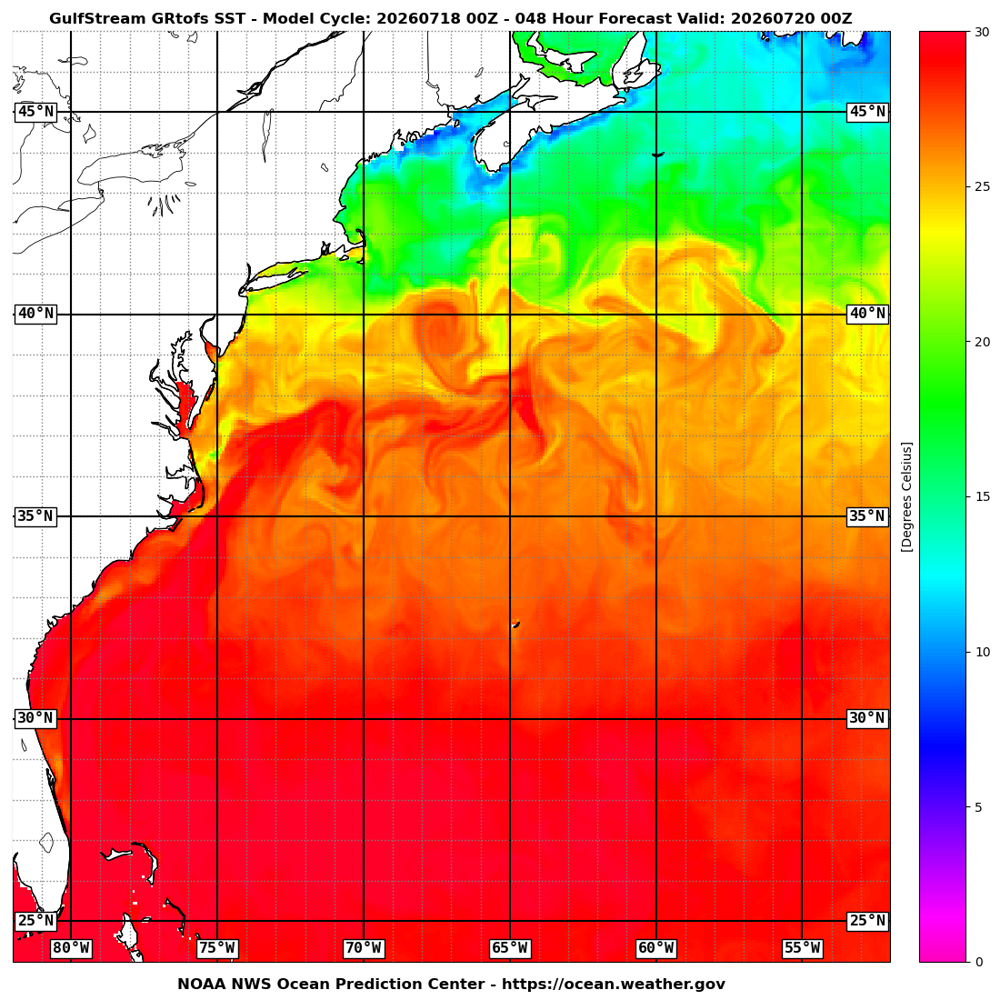 GulfStream GRtofs SST - Model Cycle: 20260718 00Z - 048 Hour Forecast Valid: 20260720 00Z
30
45°N 45°N
25
40°N 40°N
20
[Degrees Celsius]
15
35°N 35°N
10
30°N 30°N
5
25°N 25°N
80°W 75°W 70°W 65°W 60°W 55°W
0
NOAA NWS Ocean Prediction Center - https://ocean.weather.gov